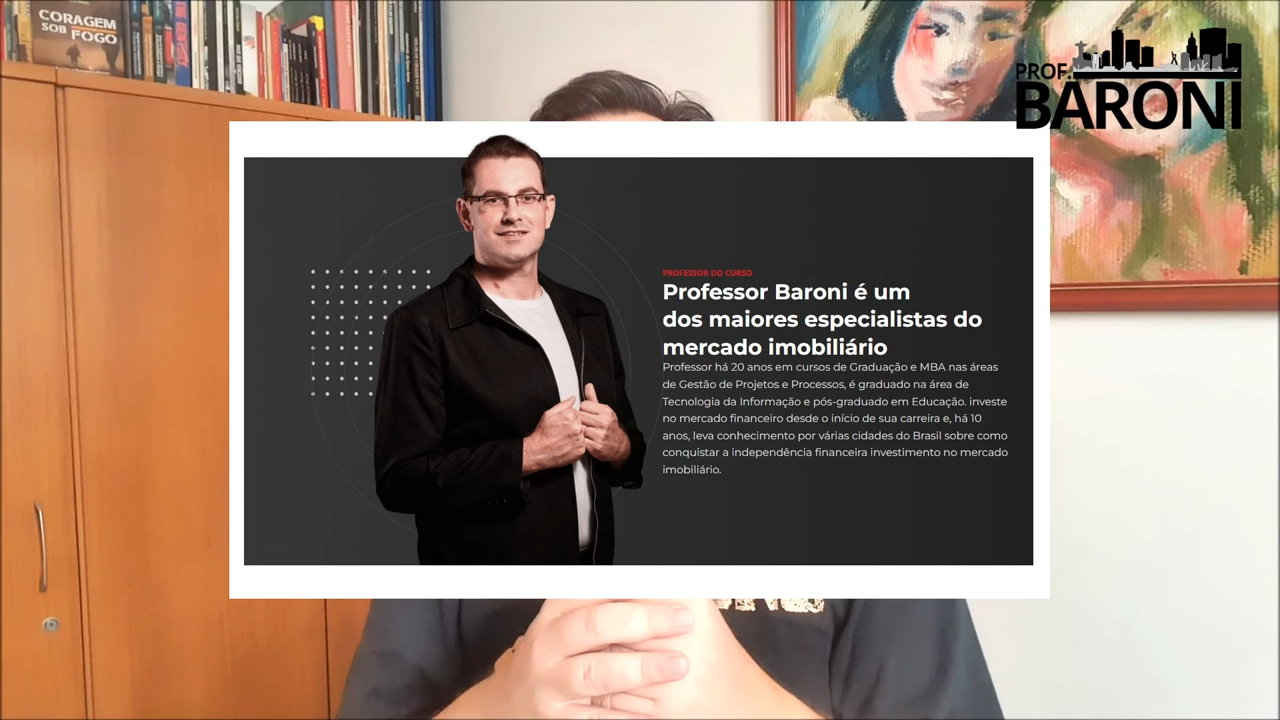 CORAGEM
SOB FOGO
PROF.
BARONI
PROFESSOR DO CURSO
Professor Baroni é um
dos maiores especialistas do
mercado imobiliário
Professor há 20 anos em cursos de Graduação e MBA nas áreas
de Gestão de Projetos e Processos, é graduado na área de
Tecnologia da Informação e pós-graduado em Educação. investe
no mercado financeiro desde o início de sua carreira e, há 10
anos, leva conhecimento por várias cidades do Brasil sobre como
conquistar a independência financeira investimento no mercado
imobiliário.